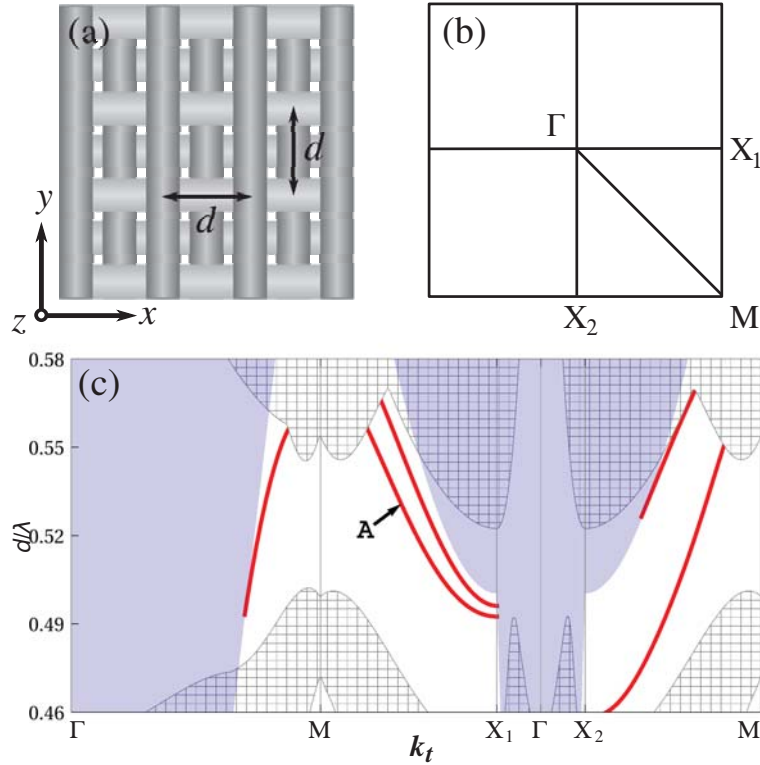 (a)
d
d
y
z
x
(b)
Γ
X₁
X₂
M
(c)
0.58
0.55
0.52
0.49
0.46
d/λ
A
Γ M X₁ Γ X₂ M
kₜ